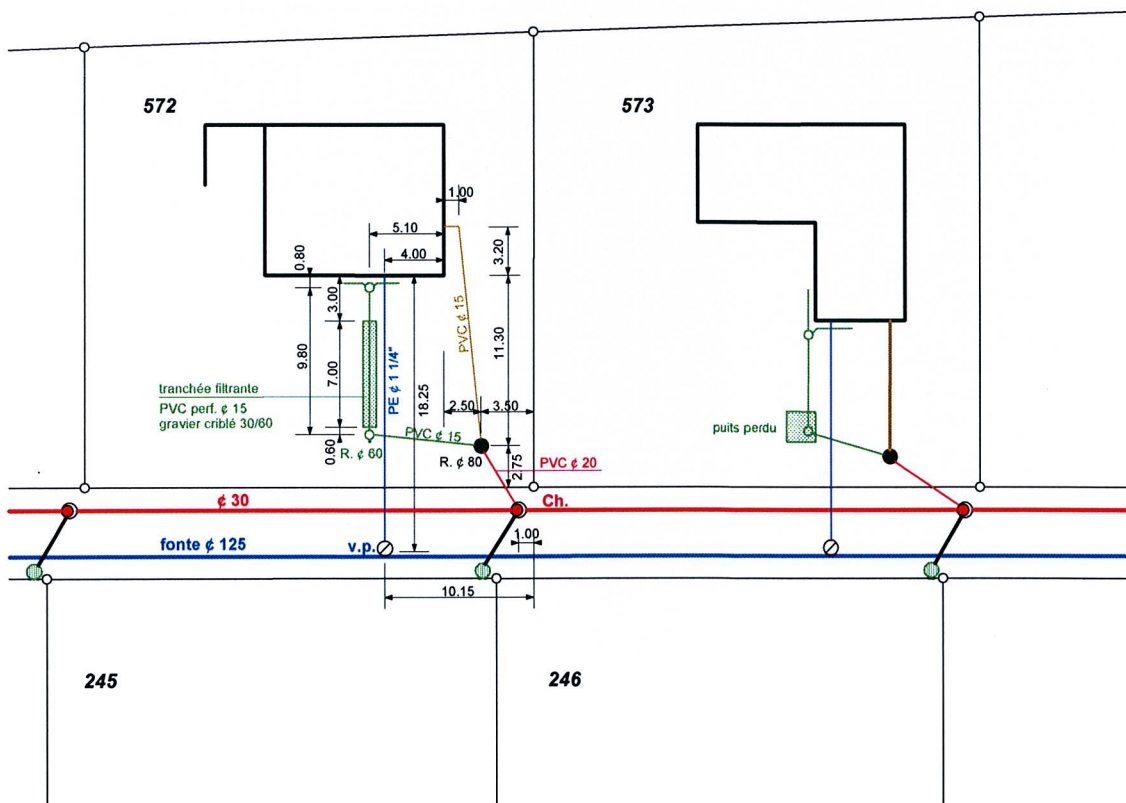 572
573
1.00
5.10
4.00
0.80
3.20
3.00
PVC ¢ 15
11.30
9.80
7.00
PE ¢ 1 1/4"
18.25
tranchée filtrante
PVC perf. ¢ 15
gravier criblé 30/60
2.50
3.50
puits perdu
0.60
R. ¢ 60
PVC ¢ 15
R. ¢ 80
2.75
PVC ¢ 20
¢ 30
Ch.
fonte ¢ 125
v.p.
1.00
10.15
245
246